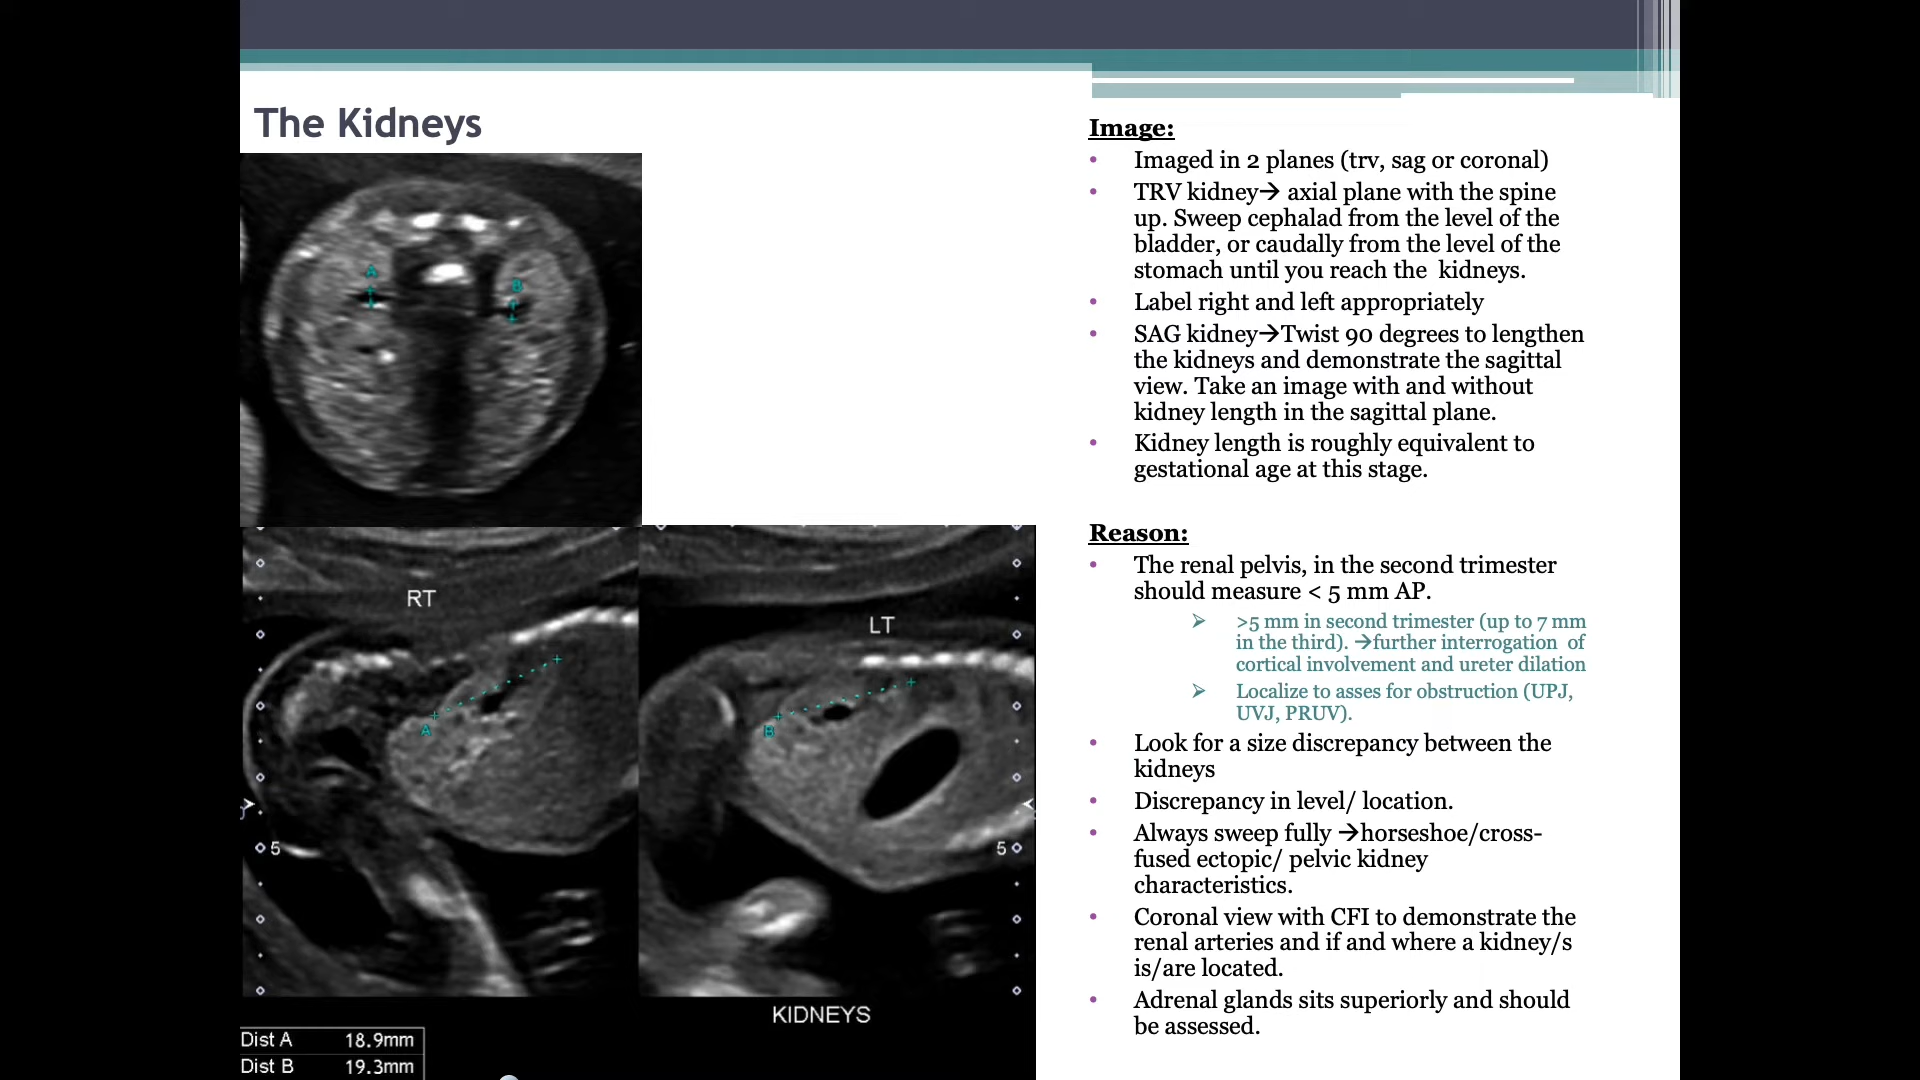 The Kidneys
A
B
RT
A
5
LT
B
5
KIDNEYS
Dist A 18.9mm
Dist B 19.3mm
Image:
• Imaged in 2 planes (trv, sag or coronal)
• TRV kidney→ axial plane with the spine
up. Sweep cephalad from the level of the
bladder, or caudally from the level of the
stomach until you reach the kidneys.
• Label right and left appropriately
• SAG kidney→Twist 90 degrees to lengthen
the kidneys and demonstrate the sagittal
view. Take an image with and without
kidney length in the sagittal plane.
• Kidney length is roughly equivalent to
gestational age at this stage.
Reason:
• The renal pelvis, in the second trimester
should measure < 5 mm AP.
➢ >5 mm in second trimester (up to 7 mm
in the third). →further interrogation of
cortical involvement and ureter dilation
➢ Localize to asses for obstruction (UPJ,
UVJ, PRUV).
• Look for a size discrepancy between the
kidneys
• Discrepancy in level/ location.
• Always sweep fully →horseshoe/cross-
fused ectopic/ pelvic kidney
characteristics.
• Coronal view with CFI to demonstrate the
renal arteries and if and where a kidney/s
is/are located.
• Adrenal glands sits superiorly and should
be assessed.